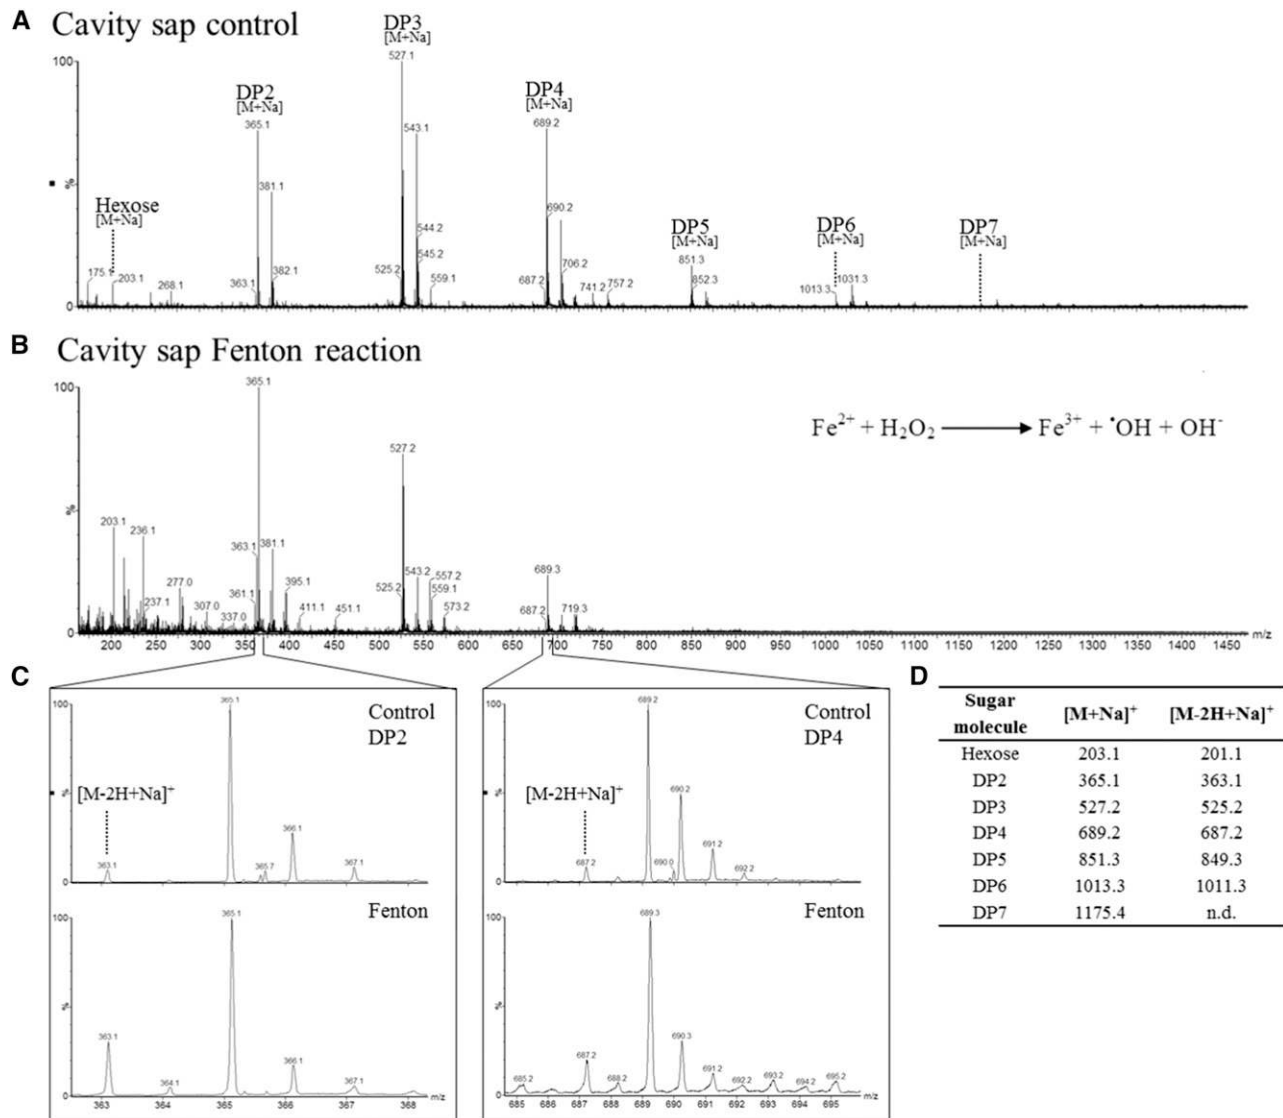 A Cavity sap control
DP3
[M+Na]
527.1
100
DP2
[M+Na]
365.1
DP4
[M+Na]
689.2
543.1
381.1
%
Hexose
[M+Na]
690.2
544.2
545.2
DP5
[M+Na]
851.3
DP6
[M+Na]
DP7
[M+Na]
175.1
203.1
268.1
363.1
382.1
525.2
559.1
687.2
706.2
741.2
757.2
852.3
1013.3
1031.3
0
B Cavity sap Fenton reaction
100
365.1
Fe2+ + H2O2 ⟶ Fe3+ + •OH + OH-
527.2
%
203.1
236.1
363.1
381.1
277.0
361.1
395.1
237.1
307.0
337.0
411.1
451.1
525.2
543.2
557.2
559.1
573.2
689.3
687.2
719.3
0
200 250 300 350 400 450 500 550 600 650 700 750 800 850 900 950 1000 1050 1100 1150 1200 1250 1300 1350 1400 1450 m/z
C
100
365.1
Control
DP2
%
[M-2H+Na]+
363.1
365.7
366.1
367.1
0
100
365.1
Fenton
%
363.1
364.1
366.1
367.1
0
m/z
363 364 365 366 367 368
100
689.2
Control
DP4
%
[M-2H+Na]+
687.2
690.0
690.2
691.2
692.2
0
100
689.3
Fenton
%
685.2
687.2
688.2
690.3
691.2
692.2
693.2
694.2
695.2
0
m/z
685 686 687 688 689 690 691 692 693 694 695
D
Sugar molecule [M+Na]+ [M-2H+Na]+
Hexose 203.1 201.1
DP2 365.1 363.1
DP3 527.2 525.2
DP4 689.2 687.2
DP5 851.3 849.3
DP6 1013.3 1011.3
DP7 1175.4 n.d.